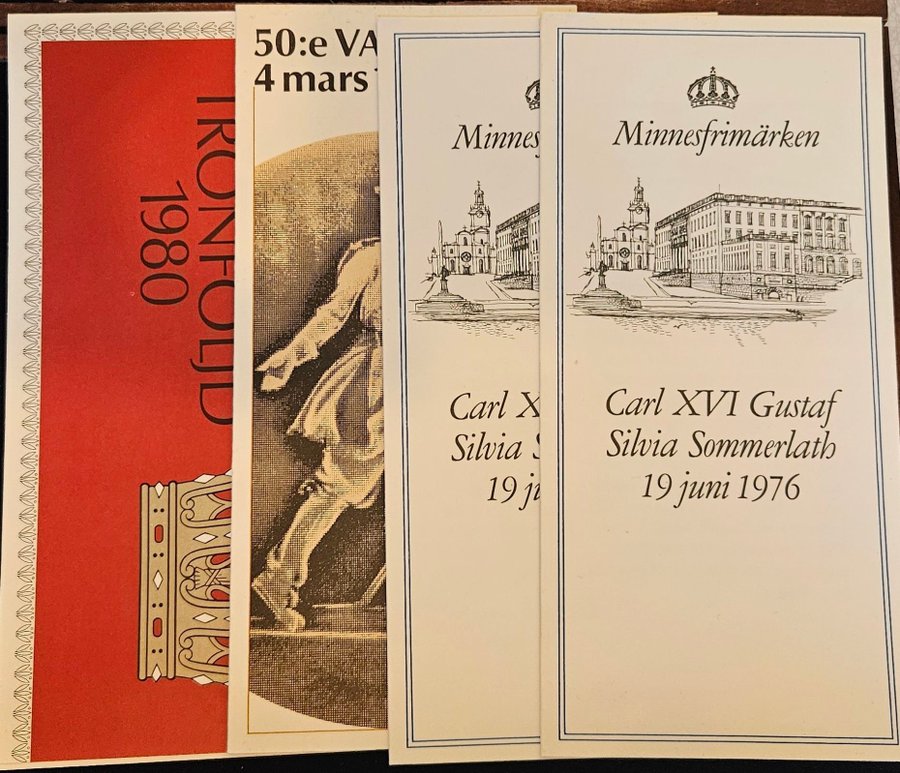 TRONFÖLJD
1980
50:e VA
4 mars
Minnes
Carl X
Silvia S
19 ju
Minnesfrimärken
Carl XVI Gustaf
Silvia Sommerlath
19 juni 1976